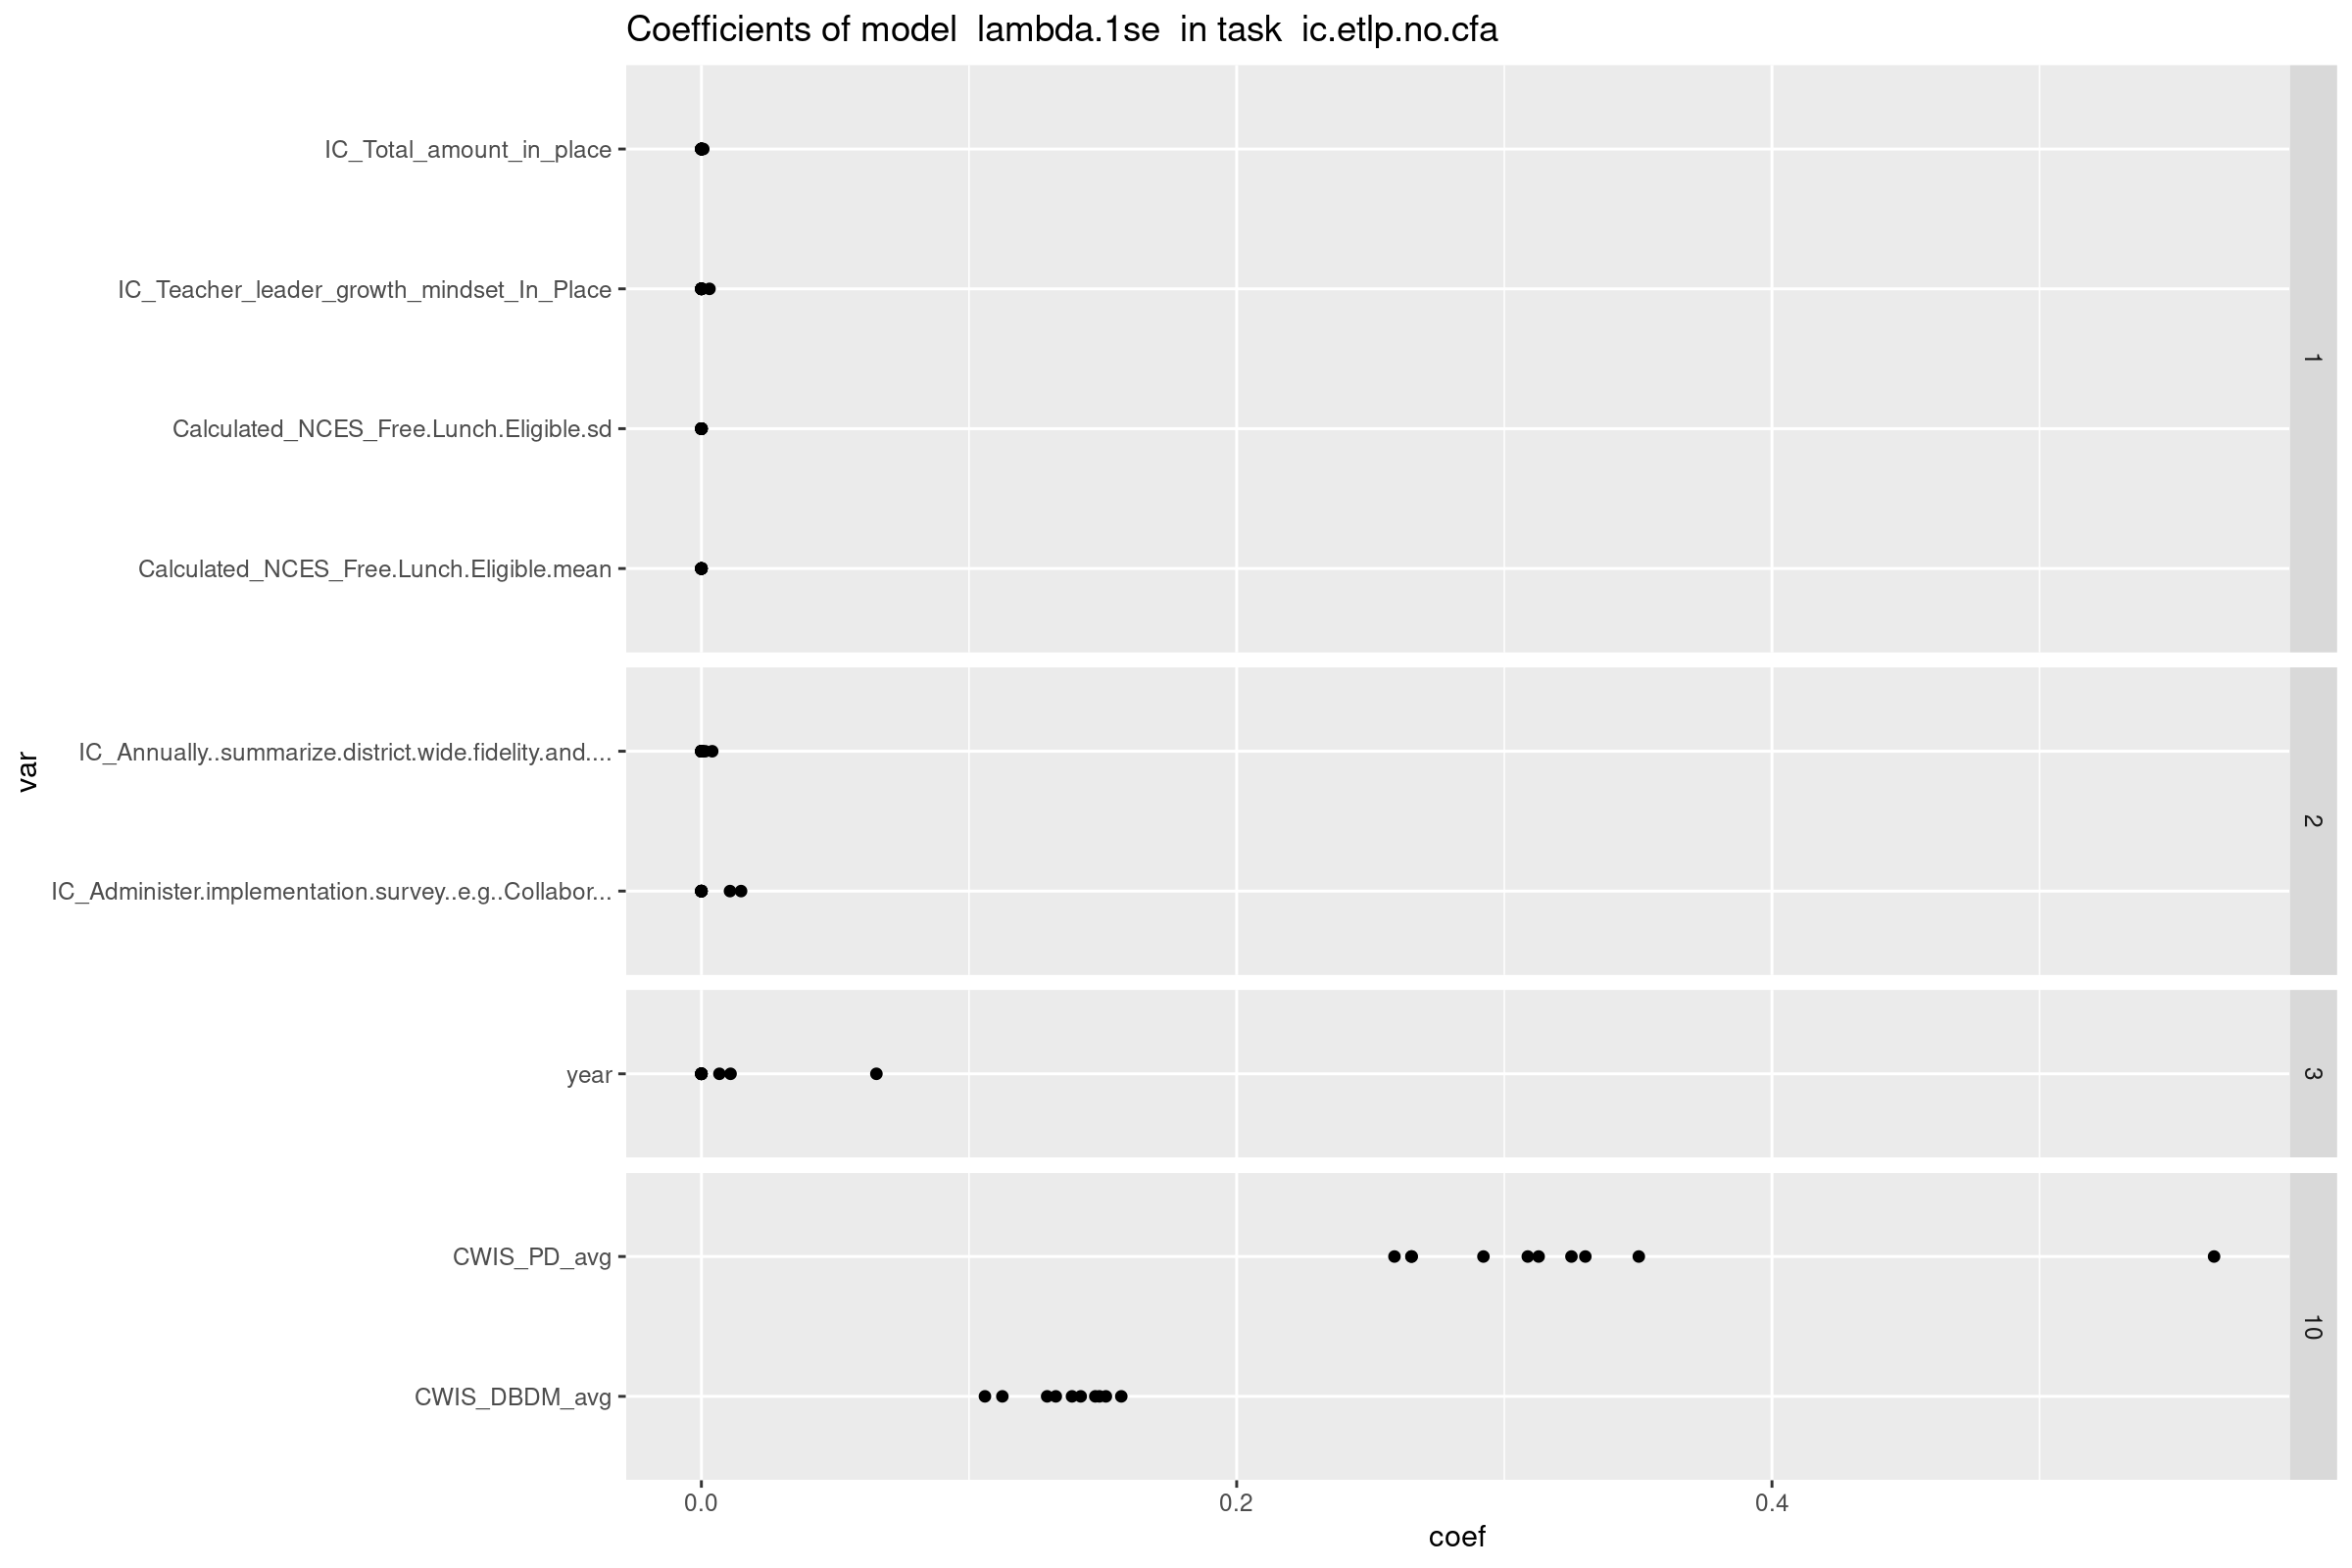 Coefficients of model  lambda.1se  in task  ic.etlp.no.cfa
IC_Total_amount_in_place
IC_Teacher_leader_growth_mindset_In_Place
Calculated_NCES_Free.Lunch.Eligible.sd
Calculated_NCES_Free.Lunch.Eligible.mean
1
IC_Annually..summarize.district.wide.fidelity.and....
IC_Administer.implementation.survey..e.g..Collabor...
2
var
year
3
CWIS_PD_avg
CWIS_DBDM_avg
10
0.0 0.2 0.4
coef